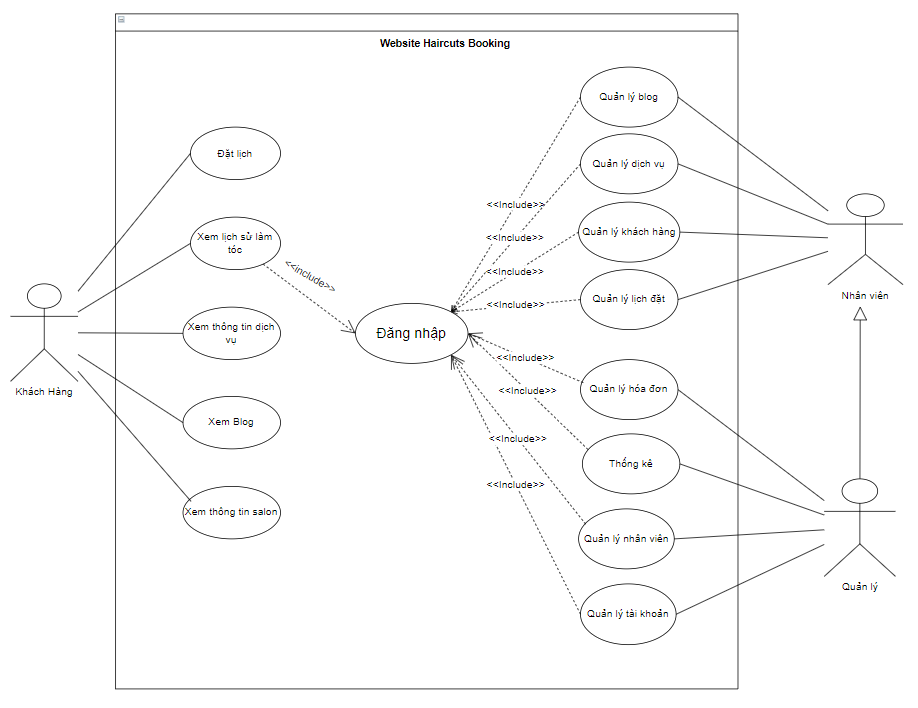 Website Haircuts Booking
Đặt lịch
Xem lịch sử làm
tóc
Xem thông tin dịch
vụ
Xem Blog
Xem thông tin salon
Khách Hàng
<<include>>
Đăng nhập
<<Include>>
<<Include>>
<<Include>>
<<Include>>
<<Include>>
<<Include>>
<<Include>>
<<Include>>
Quản lý blog
Quản lý dịch vụ
Quản lý khách hàng
Quản lý lịch đặt
Quản lý hóa đơn
Thống kê
Quản lý nhân viên
Quản lý tài khoản
Nhân viên
Quản lý